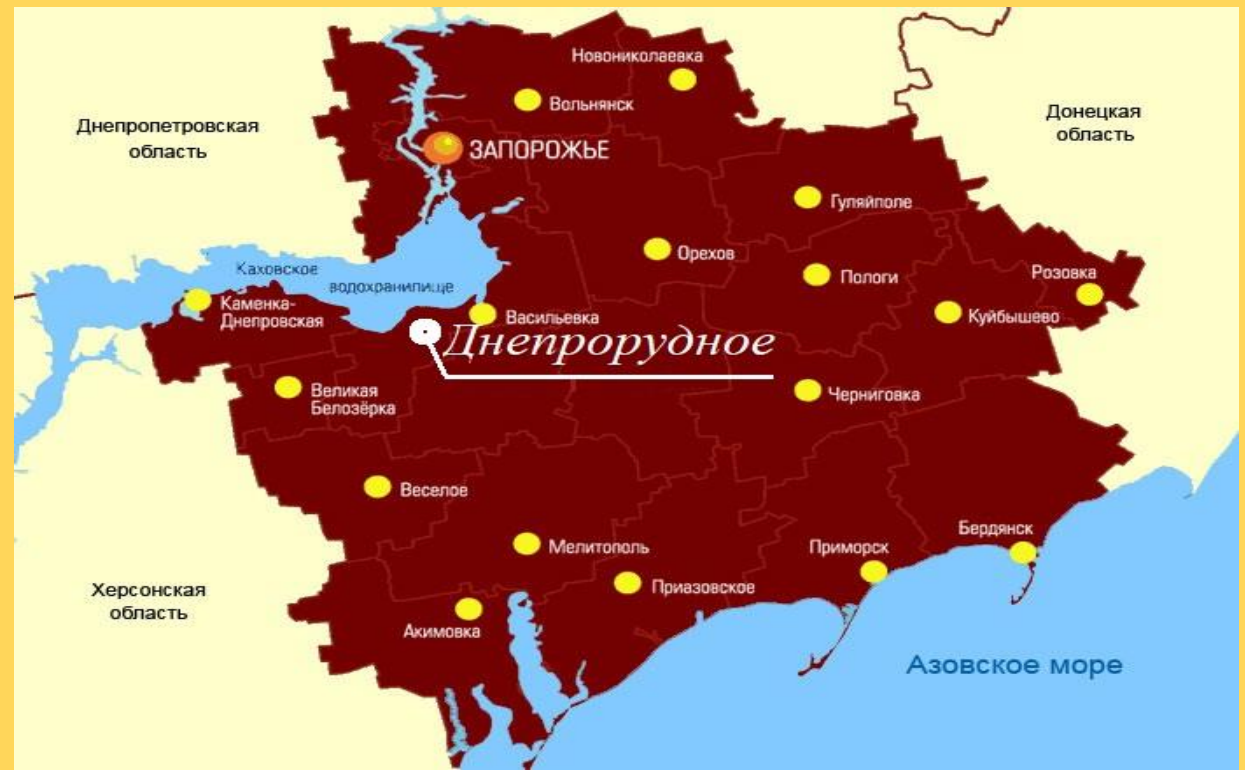 Новониколаевка
Вольнянск
Днепропетровская
область
Донецкая
область
ЗАПОРОЖЬЕ
Гуляйполе
Орехов
Каховское
водохранилище
Пологи
Розовка
Каменка-
Днепровская
Васильевка
Куйбышево
Днепрорудное
Великая
Белозёрка
Черниговка
Веселое
Мелитополь
Приморск
Бердянск
Приазовское
Херсонская
область
Акимовка
Азовское море